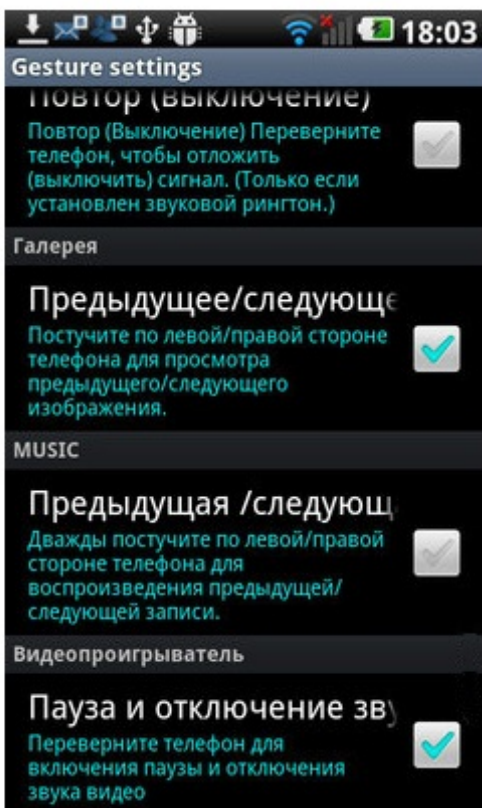 18:03
Gesture settings
Повтор (выключение)
Повтор (Выключение) Переверните
телефон, чтобы отложить
(выключить) сигнал. (Только если
установлен звуковой рингтон.)
Галерея
Предыдущее/следующе
Постучите по левой/правой стороне
телефона для просмотра
предыдущего/следующего
изображения.
MUSIC
Предыдущая /следующ
Дважды постучите по левой/правой
стороне телефона для
воспроизведения предыдущей/
следующей записи.
Видеопроигрыватель
Пауза и отключение зву
Переверните телефон для
включения паузы и отключения
звука видео